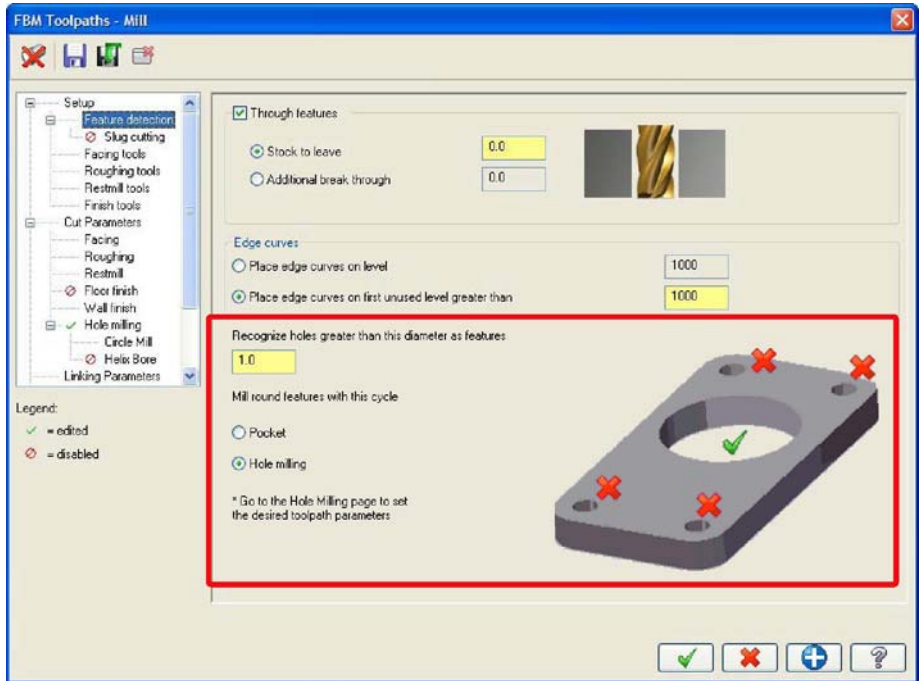 FBM Toolpaths - Mill
Setup
Feature detection
Slug cutting
Facing tools
Roughing tools
Restmill tools
Finish tools
Cut Parameters
Facing
Roughing
Restmill
Floor finish
Wall finish
Hole milling
Circle Mill
Helix Bore
Linking Parameters
Legend:
= edited
= disabled
Through features
Stock to leave
0.0
Additional break through
0.0
Edge curves
Place edge curves on level
1000
Place edge curves on first unused level greater than
1000
Recognize holes greater than this diameter as features
1.0
Mill round features with this cycle
Pocket
Hole milling
* Go to the Hole Milling page to set
the desired toolpath parameters
?